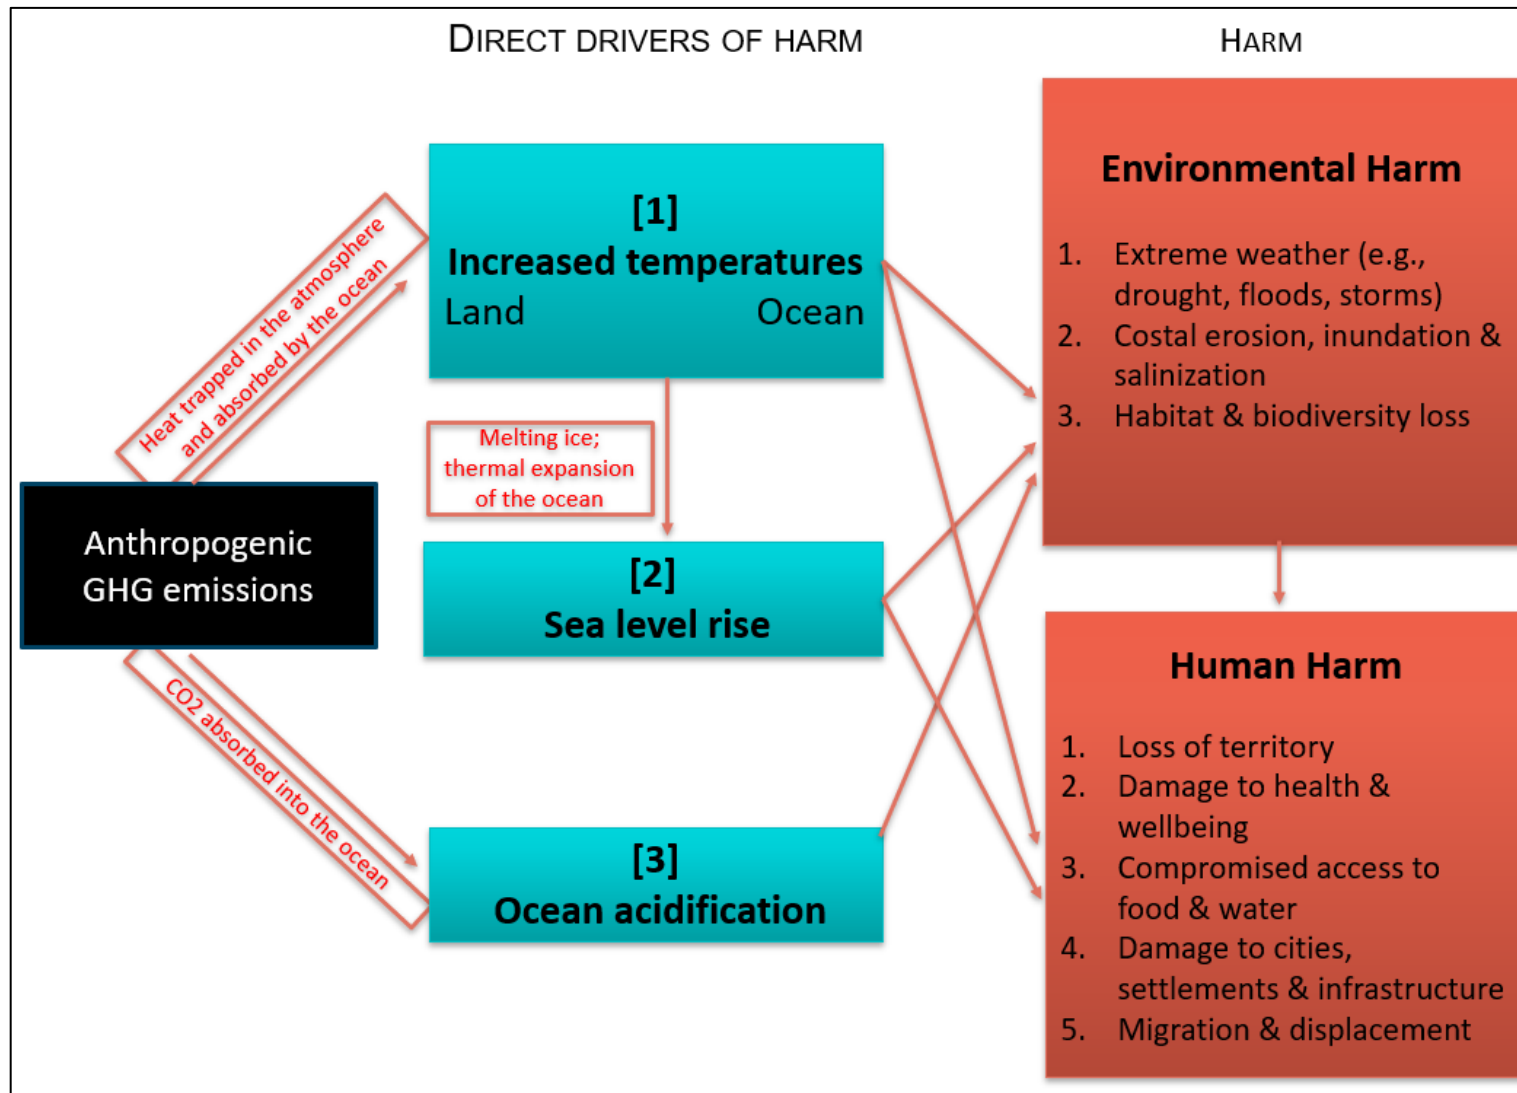 DIRECT DRIVERS OF HARM
HARM
Heat trapped in the atmosphere
and absorbed by the ocean
[1]
Increased temperatures
Land Ocean
Melting ice;
thermal expansion
of the ocean
Anthropogenic
GHG emissions
[2]
Sea level rise
CO2 absorbed into the ocean
[3]
Ocean acidification
Environmental Harm
1. Extreme weather (e.g.,
drought, floods, storms)
2. Costal erosion, inundation &
salinization
3. Habitat & biodiversity loss
Human Harm
1. Loss of territory
2. Damage to health &
wellbeing
3. Compromised access to
food & water
4. Damage to cities,
settlements & infrastructure
5. Migration & displacement